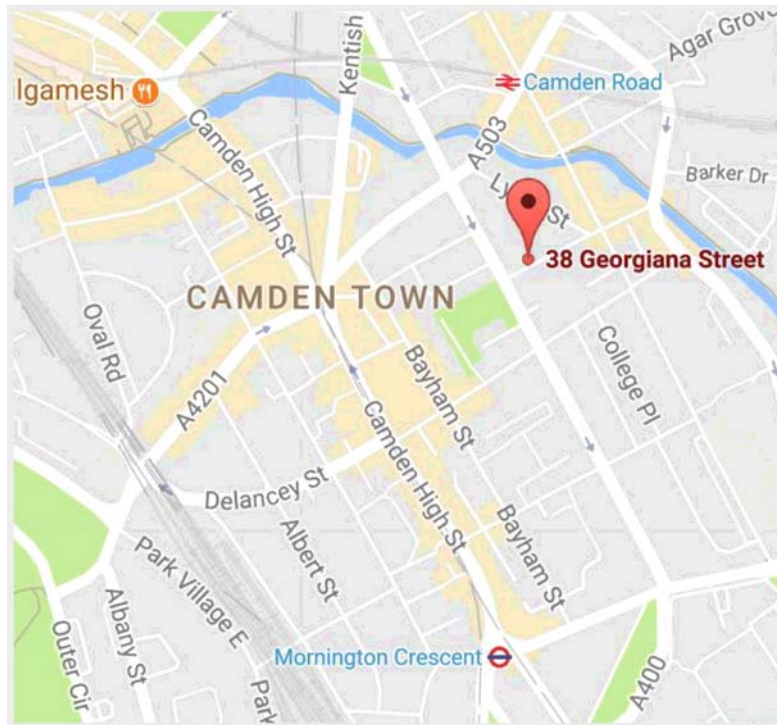 Agar Grove
Kentish
Camden Road
ilgamesh
Camden High St
A503
Barker Dr
St
38 Georgiana Street
CAMDEN TOWN
Oval Rd
A4201
Bayham St
College Pl
Camden High St
Delancey St
Albert St
Bayham St
Park Village E
Albany St
Outer Cir
Mornington Crescent
A400
Park